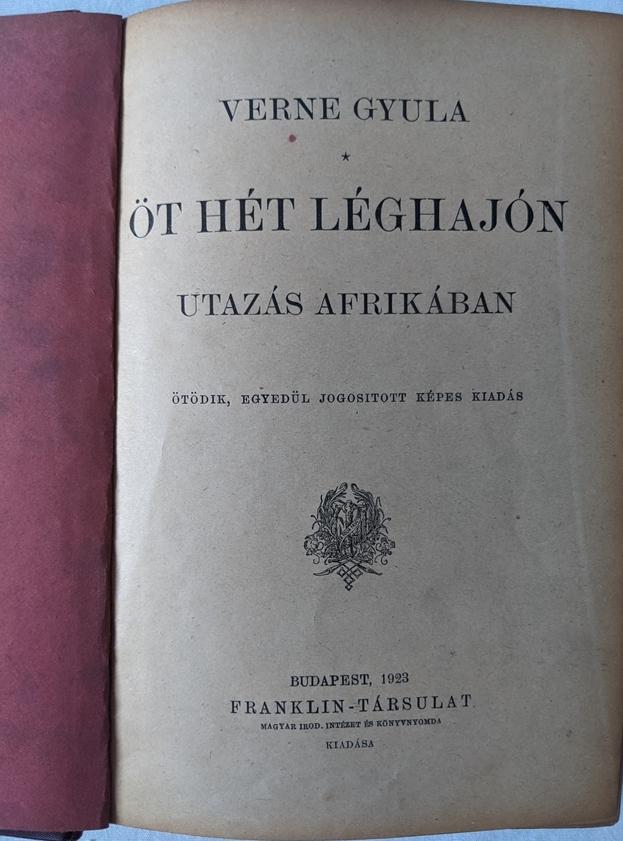 VERNE GYULA
ÖT HÉT LÉGHAJÓN
UTAZÁS AFRIKÁBAN
ÖTÖDIK, EGYEDÜL JOGOSITOTT KÉPES KIADÁS
BUDAPEST, 1923
FRANKLIN-TÁRSULAT
MAGYAR IROD. INTÉZET ÉS KÖNYVNYOMDA
KIADÁSA